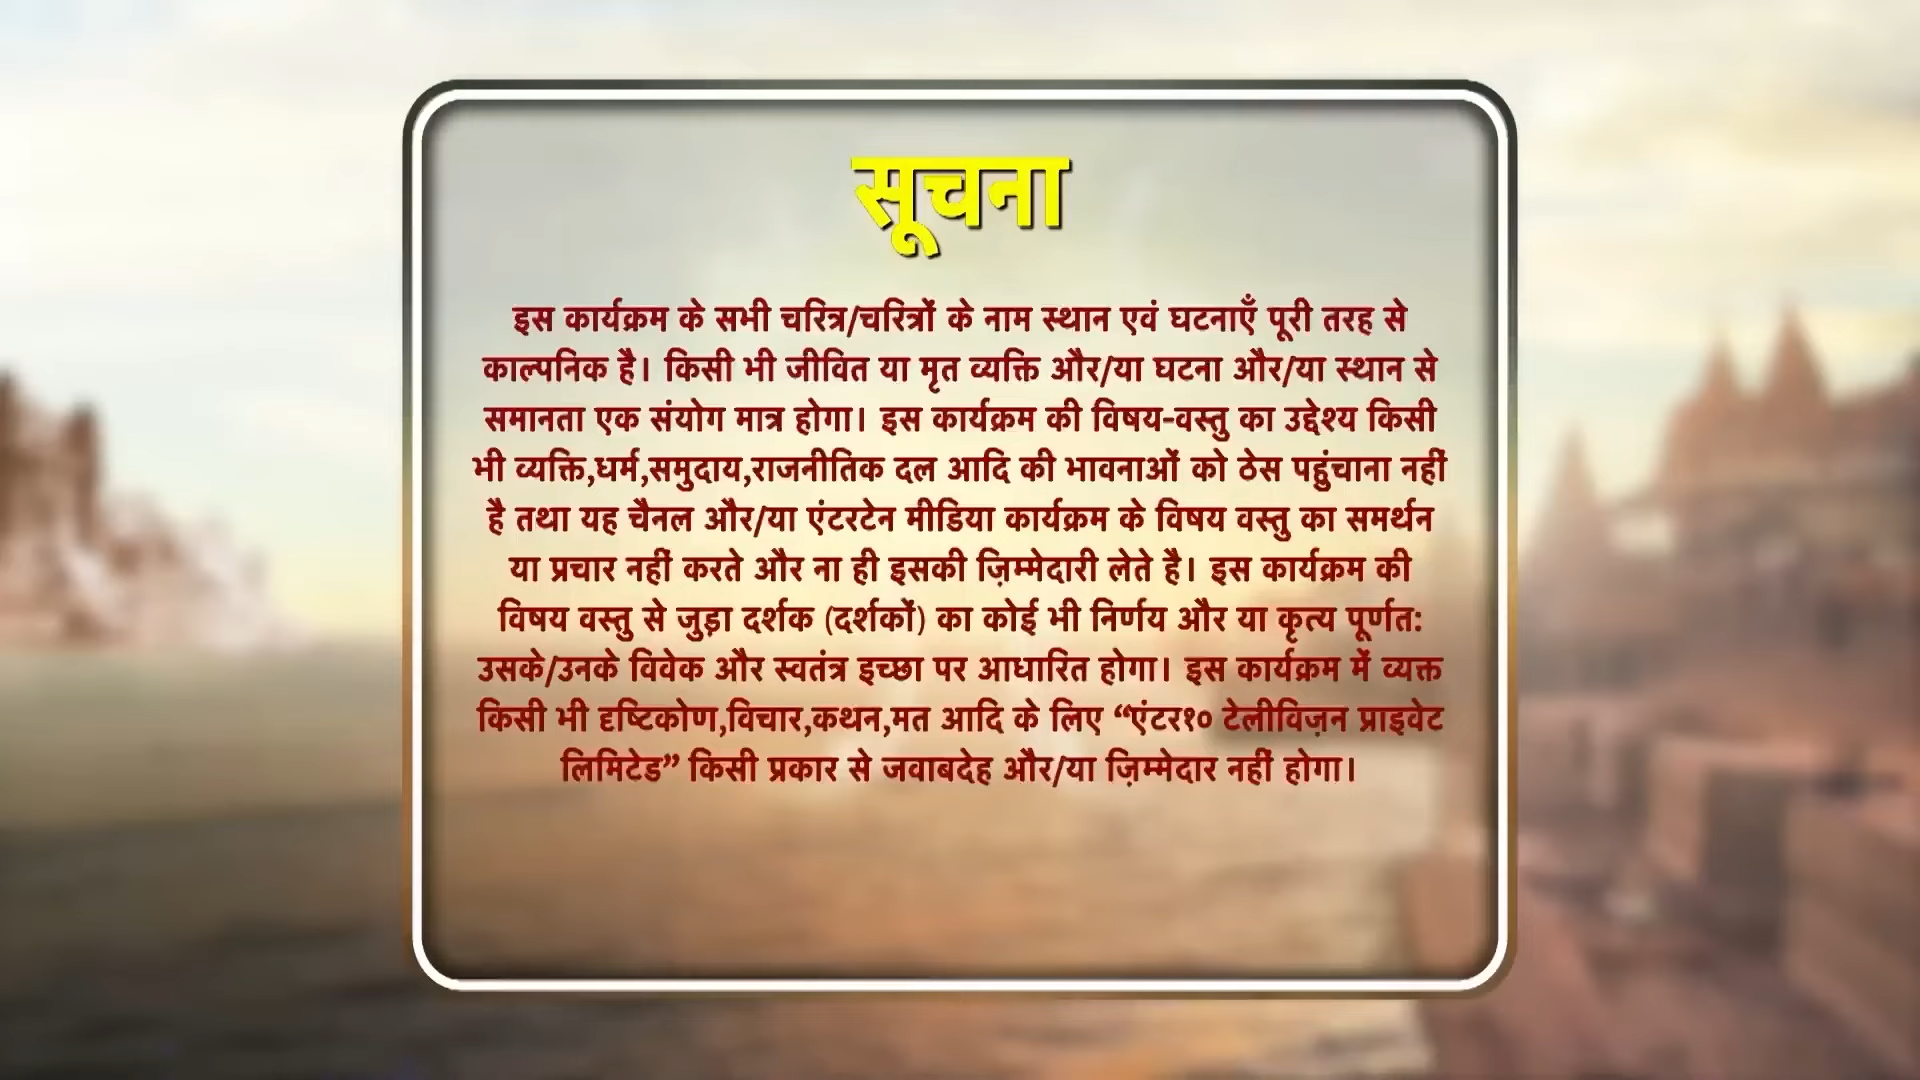 सूचना
इस कार्यक्रम के सभी चरित्र/चरित्रों के नाम स्थान एवं घटनाएँ पूरी तरह से
काल्पनिक है। किसी भी जीवित या मृत व्यक्ति और/या घटना और/या स्थान से
समानता एक संयोग मात्र होगा। इस कार्यक्रम की विषय-वस्तु का उद्देश्य किसी
भी व्यक्ति,धर्म,समुदाय,राजनीतिक दल आदि की भावनाओं को ठेस पहुंचाना नहीं
है तथा यह चैनल और/या एंटरटेन मीडिया कार्यक्रम के विषय वस्तु का समर्थन
या प्रचार नहीं करते और ना ही इसकी ज़िम्मेदारी लेते है। इस कार्यक्रम की
विषय वस्तु से जुड़ा दर्शक (दर्शकों) का कोई भी निर्णय और या कृत्य पूर्णत:
उसके/उनके विवेक और स्वतंत्र इच्छा पर आधारित होगा। इस कार्यक्रम में व्यक्त
किसी भी दृष्टिकोण,विचार,कथन,मत आदि के लिए “एंटर१० टेलीविज़न प्राइवेट
लिमिटेड” किसी प्रकार से जवाबदेह और/या ज़िम्मेदार नहीं होगा।